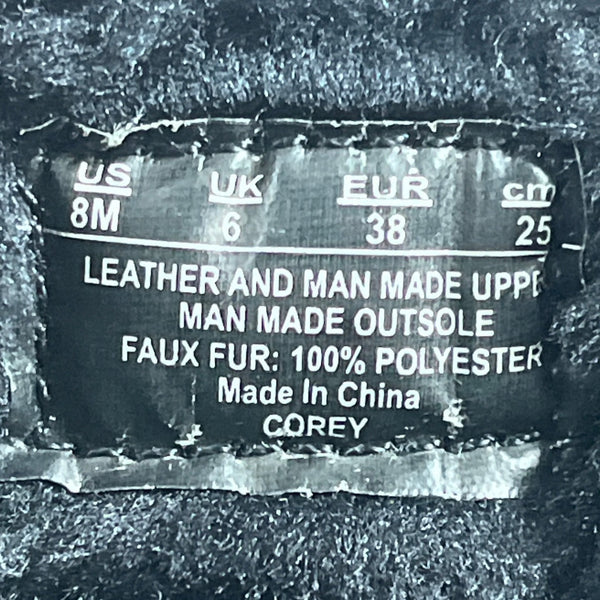 US UK EUR cm
8M 6 38 25
LEATHER AND MAN MADE
MAN MADE OUTSOLE
FAUX FUR: 100% POLYESTER
Made In China
COREY